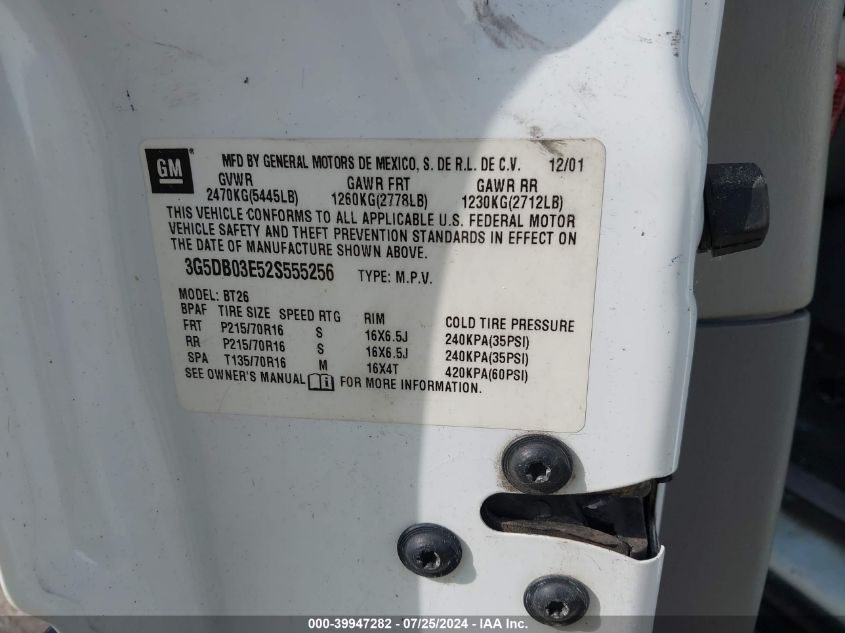 GM ® MFD BY GENERAL MOTORS DE MEXICO, S. DE R.L. DE C.V. 12/01
GVWR GAWR FRT GAWR RR
2470KG(5445LB) 1260KG(2778LB) 1230KG(2712LB)
THIS VEHICLE CONFORMS TO ALL APPLICABLE U.S. FEDERAL MOTOR
VEHICLE SAFETY AND THEFT PREVENTION STANDARDS IN EFFECT ON
THE DATE OF MANUFACTURE SHOWN ABOVE.
3G5DB03E52S555256 TYPE: M.P.V.
MODEL: BT26
BPAF TIRE SIZE SPEED RTG RIM COLD TIRE PRESSURE
FRT P215/70R16 S 16X6.5J 240KPA(35PSI)
RR P215/70R16 S 16X6.5J 240KPA(35PSI)
SPA T135/70R16 M 16X4T 420KPA(60PSI)
SEE OWNER'S MANUAL i FOR MORE INFORMATION.
000-39947282 - 07/25/2024 - IAA Inc.